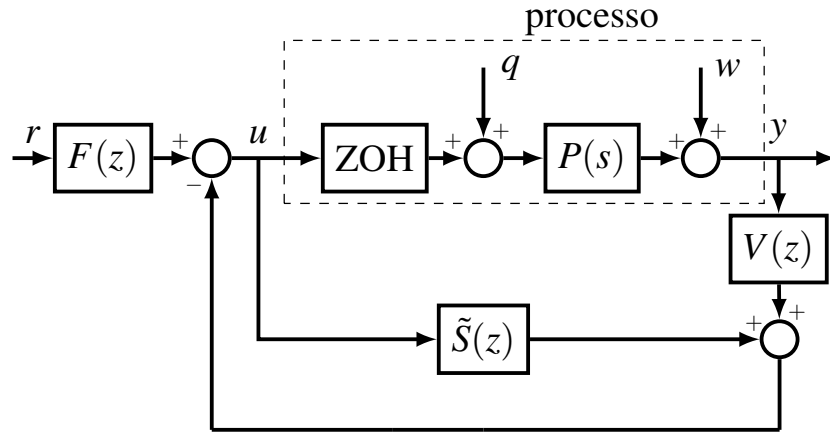 processo
q
w
r
F(z)
+
−
u
ZOH
+
+
P(s)
+
+
y
V(z)
S̃(z)
+
+